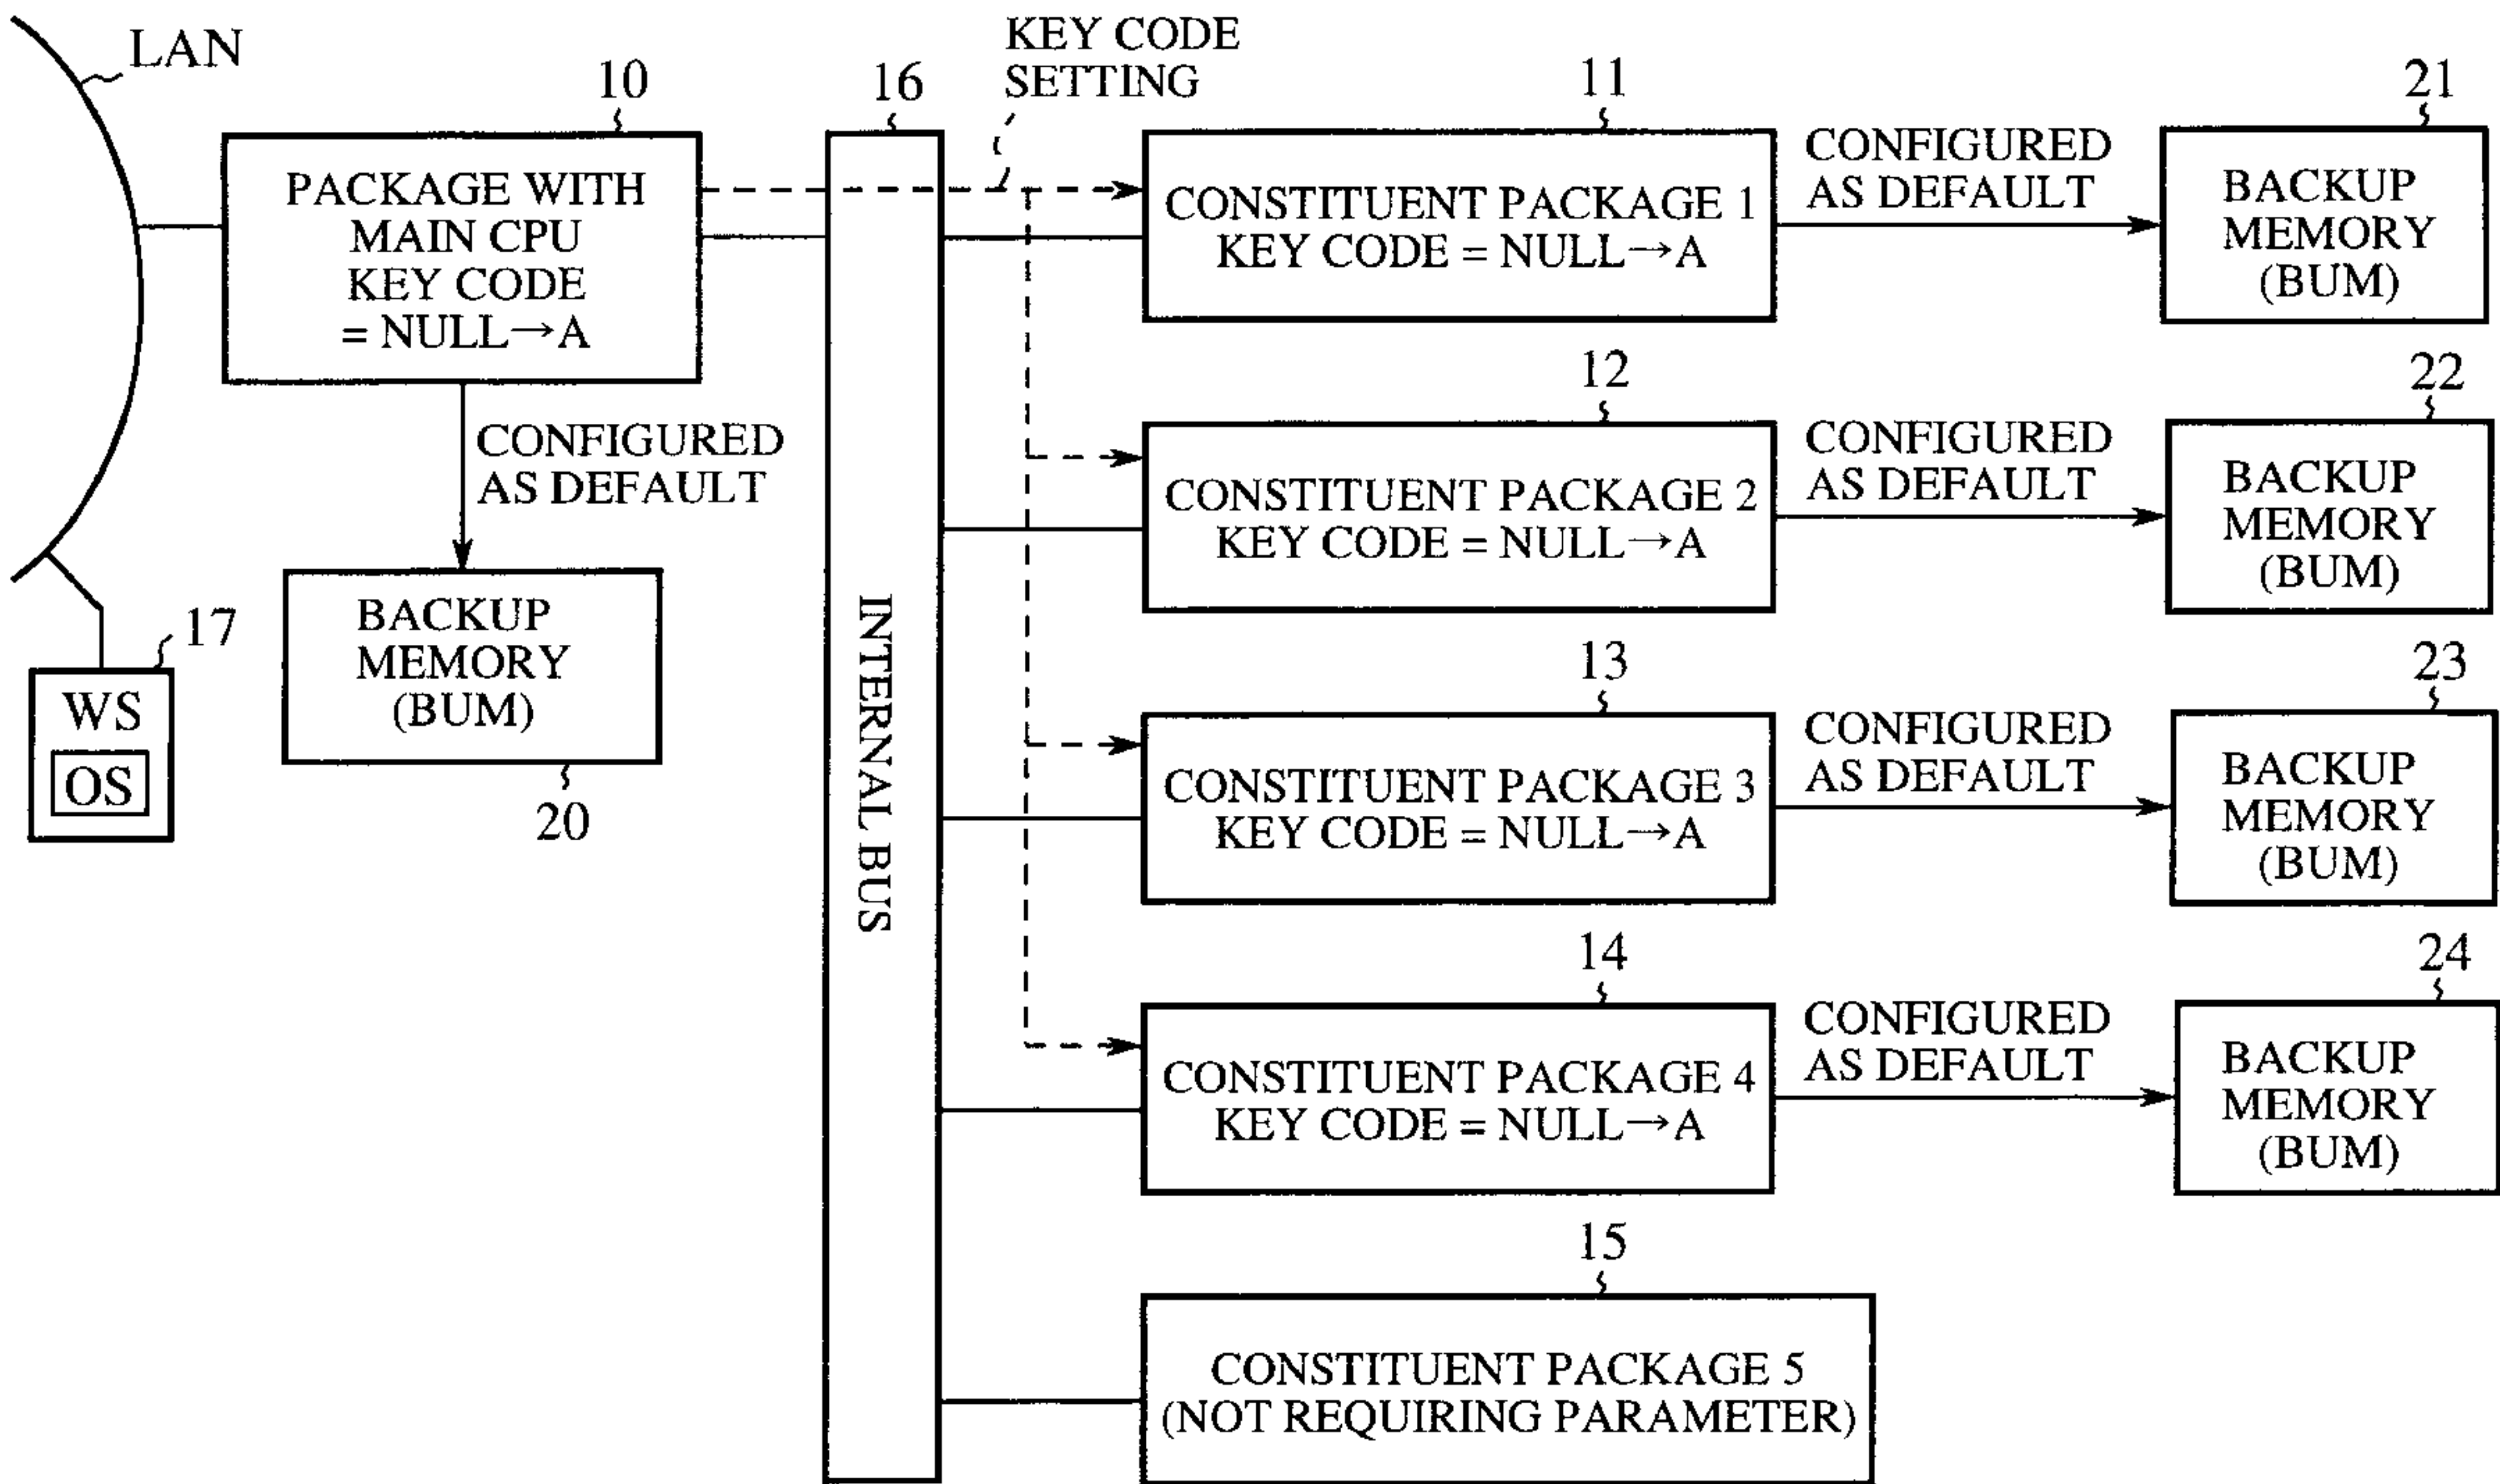 LAN
KEY CODE
SETTING
10
16
11
21
PACKAGE WITH
MAIN CPU
KEY CODE
= NULL→A
CONSTITUENT PACKAGE 1
KEY CODE = NULL→A
CONFIGURED
AS DEFAULT
BACKUP
MEMORY
(BUM)
CONFIGURED
AS DEFAULT
12
22
CONSTITUENT PACKAGE 2
KEY CODE = NULL→A
CONFIGURED
AS DEFAULT
BACKUP
MEMORY
(BUM)
BACKUP
MEMORY
(BUM)
20
17
WS
OS
INTERNAL BUS
13
23
CONSTITUENT PACKAGE 3
KEY CODE = NULL→A
CONFIGURED
AS DEFAULT
BACKUP
MEMORY
(BUM)
14
24
CONSTITUENT PACKAGE 4
KEY CODE = NULL→A
CONFIGURED
AS DEFAULT
BACKUP
MEMORY
(BUM)
15
CONSTITUENT PACKAGE 5
(NOT REQUIRING PARAMETER)